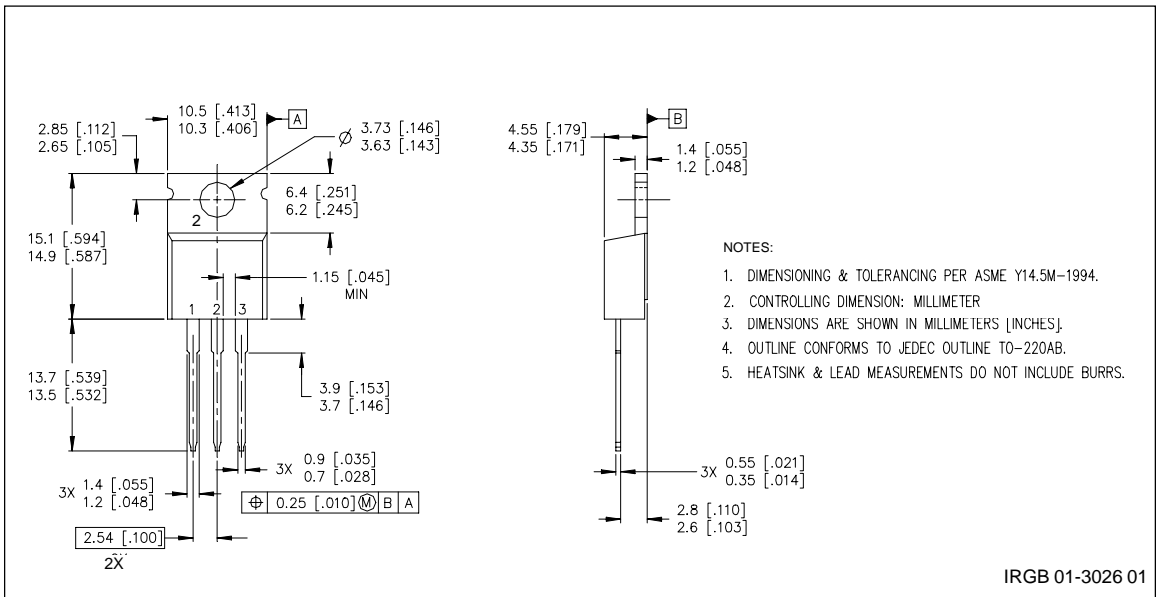 10.5 [.413]
10.3 [.406]
A
2.85 [.112]
2.65 [.105]
Ø 3.73 [.146]
3.63 [.143]
6.4 [.251]
6.2 [.245]
2
15.1 [.594]
14.9 [.587]
1.15 [.045]
MIN
1 2 3
13.7 [.539]
13.5 [.532]
3.9 [.153]
3.7 [.146]
3X 0.9 [.035]
0.7 [.028]
3X 1.4 [.055]
1.2 [.048]
⌖ 0.25 [.010] Ⓜ B A
2.54 [.100]
2X
B
4.55 [.179]
4.35 [.171]
1.4 [.055]
1.2 [.048]
3X 0.55 [.021]
0.35 [.014]
2.8 [.110]
2.6 [.103]
NOTES:
1. DIMENSIONING & TOLERANCING PER ASME Y14.5M-1994.
2. CONTROLLING DIMENSION: MILLIMETER
3. DIMENSIONS ARE SHOWN IN MILLIMETERS [INCHES].
4. OUTLINE CONFORMS TO JEDEC OUTLINE TO-220AB.
5. HEATSINK & LEAD MEASUREMENTS DO NOT INCLUDE BURRS.
IRGB 01-3026 01